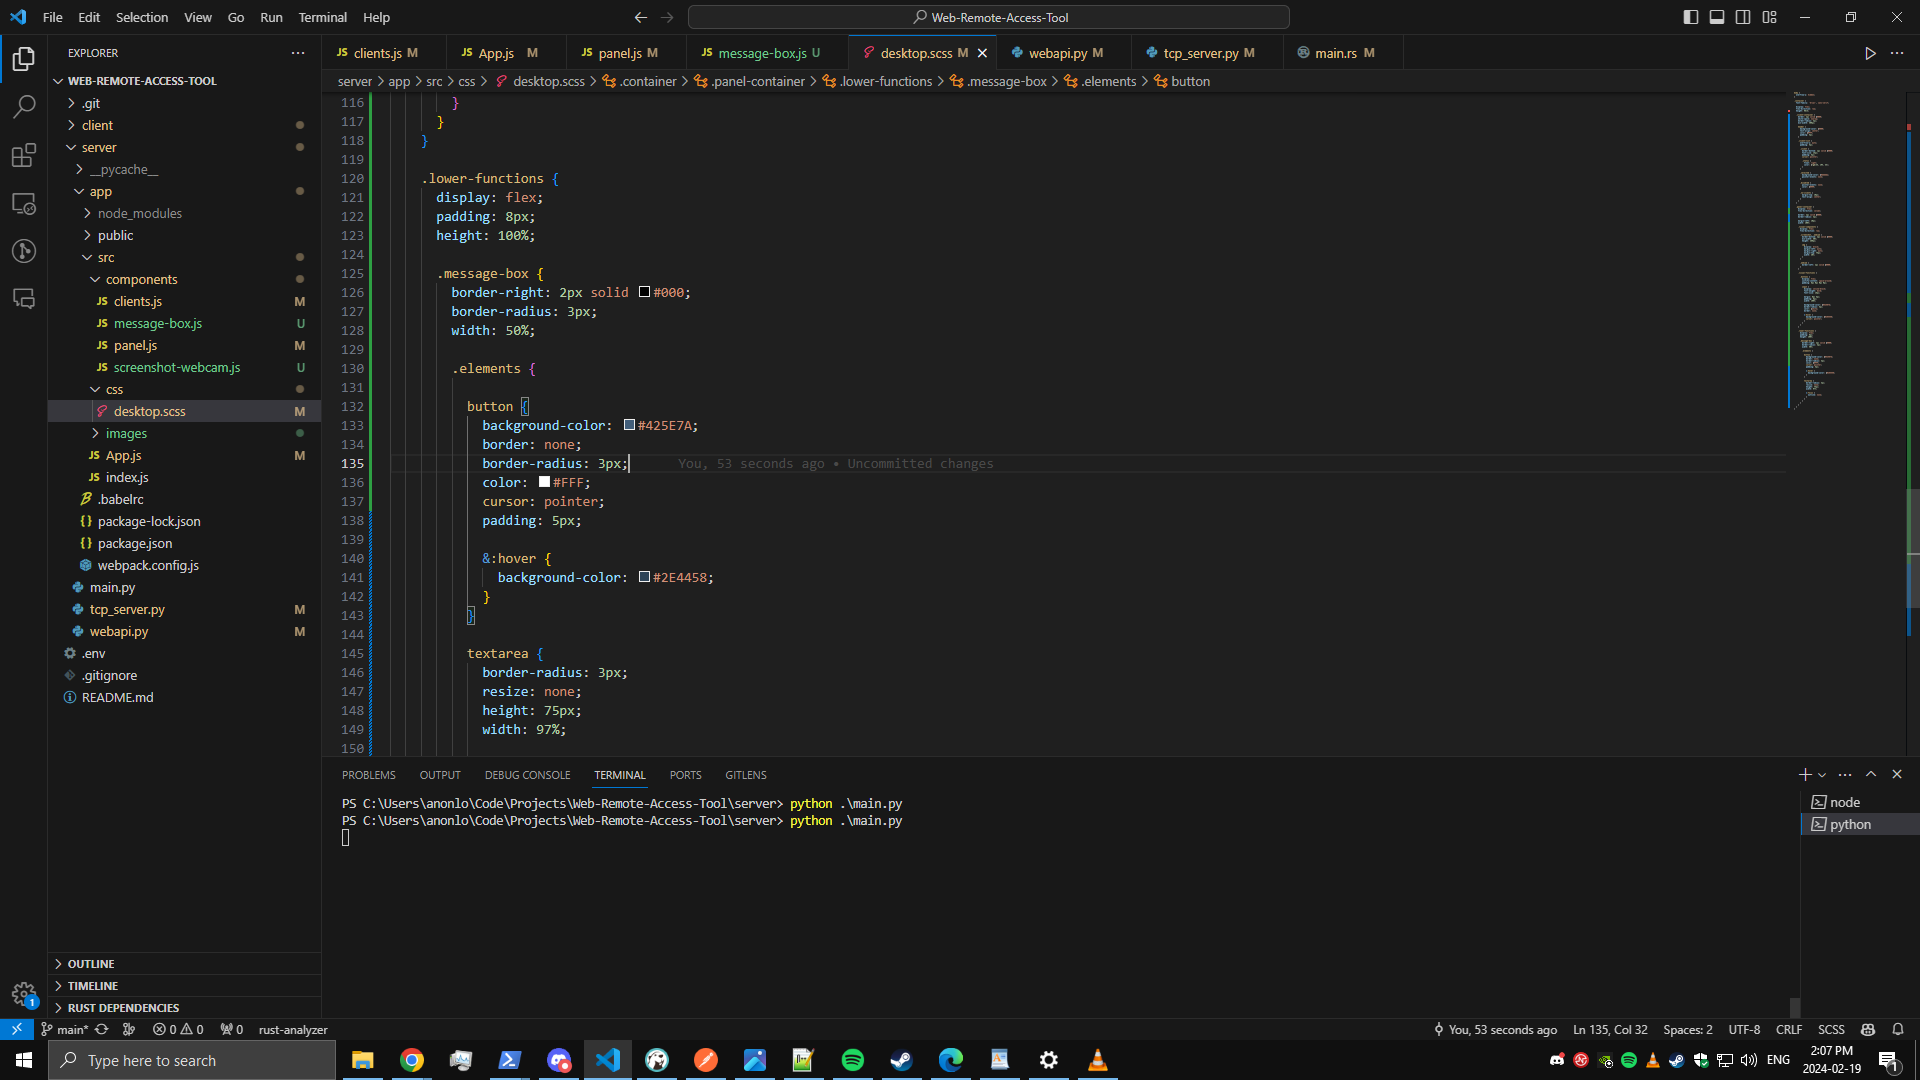 File Edit Selection View Go Run Terminal Help
Web-Remote-Access-Tool
EXPLORER
WEB-REMOTE-ACCESS-TOOL
.git
client
server
__pycache__
app
node_modules
public
src
components
JS clients.js M
JS message-box.js U
JS panel.js M
JS screenshot-webcam.js U
css
desktop.scss M
images
JS App.js M
JS index.js
.babelrc
{} package-lock.json
{} package.json
webpack.config.js
main.py
tcp_server.py M
webapi.py M
.env
.gitignore
README.md
OUTLINE
TIMELINE
RUST DEPENDENCIES
JS clients.js M JS App.js M JS panel.js M JS message-box.js U desktop.scss M webapi.py M tcp_server.py M main.rs M
server > app > src > css > desktop.scss > .container > .panel-container > .lower-functions > .message-box > .elements > button
116 }
117 }
118 }
119
120 .lower-functions {
121 display: flex;
122 padding: 8px;
123 height: 100%;
124
125 .message-box {
126 border-right: 2px solid #000;
127 border-radius: 3px;
128 width: 50%;
129
130 .elements {
131
132 button {
133 background-color: #425E7A;
134 border: none;
135 border-radius: 3px; You, 53 seconds ago • Uncommitted changes
136 color: #FFF;
137 cursor: pointer;
138 padding: 5px;
139
140 &:hover {
141 background-color: #2E4458;
142 }
143 }
144
145 textarea {
146 border-radius: 3px;
147 resize: none;
148 height: 75px;
149 width: 97%;
150
PROBLEMS OUTPUT DEBUG CONSOLE TERMINAL PORTS GITLENS
PS C:\Users\anonlo\Code\Projects\Web-Remote-Access-Tool\server> python .\main.py
PS C:\Users\anonlo\Code\Projects\Web-Remote-Access-Tool\server> python .\main.py
node
python
1
main* 0 0 0 rust-analyzer
You, 53 seconds ago Ln 135, Col 32 Spaces: 2 UTF-8 CRLF SCSS
Type here to search
ENG
2:07 PM
2024-02-19
1